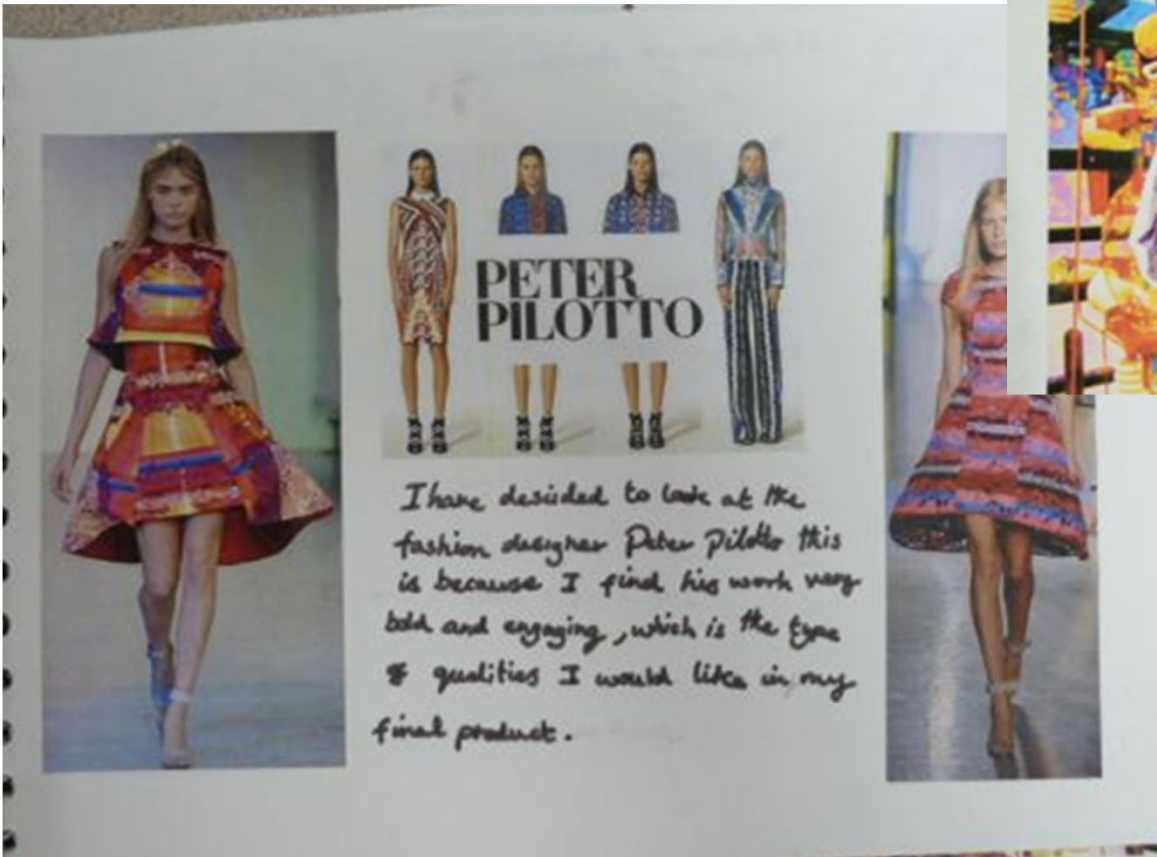 PETER
PILOTTO
I have desided to look at the
fashion designer Peter Pilotto this
is because I find his work very
bold and engaging, which is the type
of qualities I would like in my
final product.